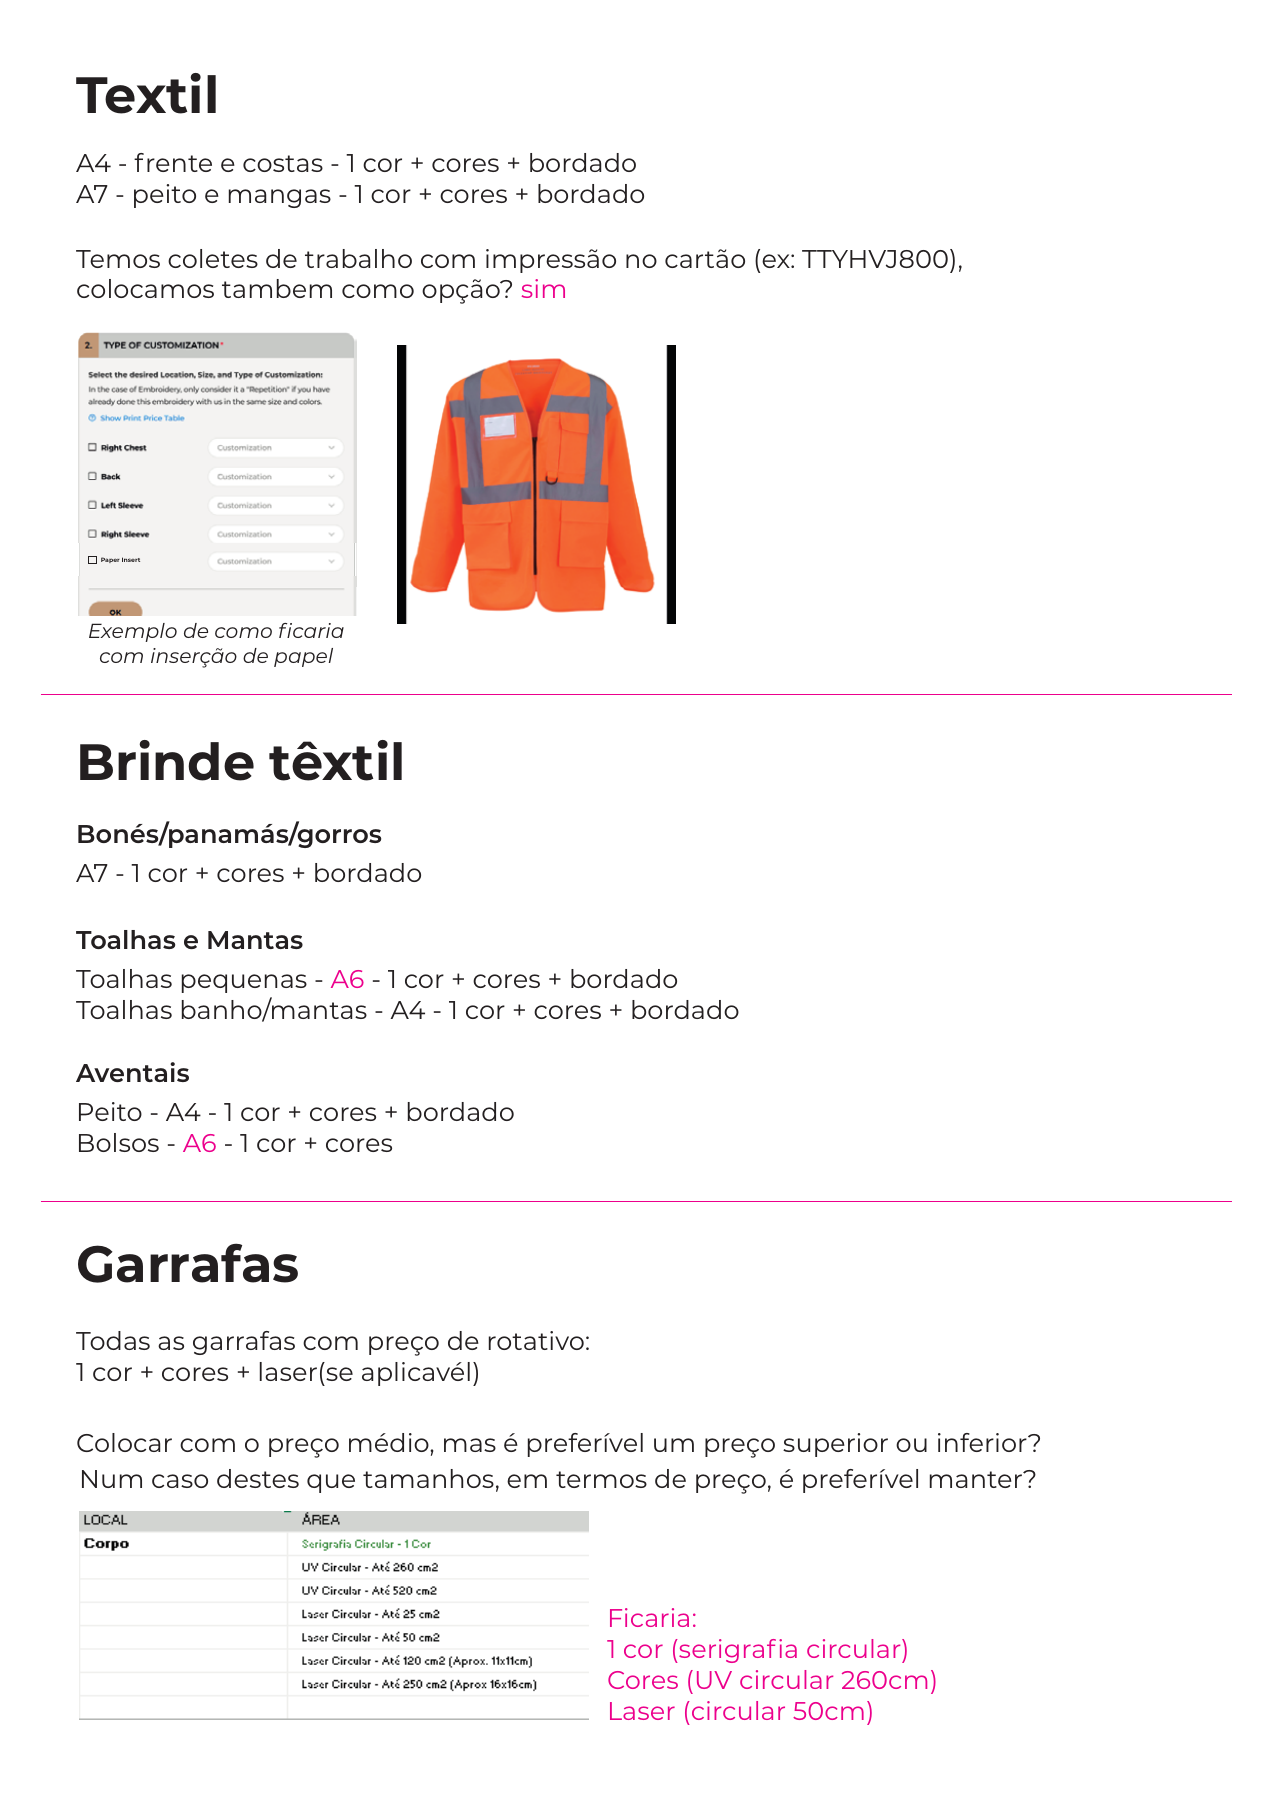 Textil
A4 - frente e costas - 1 cor + cores + bordado
A7 - peito e mangas - 1 cor + cores + bordado
Temos coletes de trabalho com impressão no cartão (ex: TTYHVJ800),
colocamos tambem como opção? sim
2. TYPE OF CUSTOMIZATION*
Select the desired Location, Size, and Type of Customization:
In the case of Embroidery, only consider it a "Repetition" if you have
already done this embroidery with us in the same size and colors.
Show Print Price Table
Right Chest Customization
Back Customization
Left Sleeve Customization
Right Sleeve Customization
Paper Insert Customization
OK
Exemplo de como ficaria
com inserção de papel
Brinde têxtil
Bonés/panamás/gorros
A7 - 1 cor + cores + bordado
Toalhas e Mantas
Toalhas pequenas - A6 - 1 cor + cores + bordado
Toalhas banho/mantas - A4 - 1 cor + cores + bordado
Aventais
Peito - A4 - 1 cor + cores + bordado
Bolsos - A6 - 1 cor + cores
Garrafas
Todas as garrafas com preço de rotativo:
1 cor + cores + laser(se aplicavél)
Colocar com o preço médio, mas é preferível um preço superior ou inferior?
Num caso destes que tamanhos, em termos de preço, é preferível manter?
LOCAL ÁREA
Corpo Serigrafia Circular - 1 Cor
UV Circular - Até 260 cm2
UV Circular - Até 520 cm2
Laser Circular - Até 25 cm2
Laser Circular - Até 50 cm2
Laser Circular - Até 120 cm2 (Aprox. 11x11cm)
Laser Circular - Até 250 cm2 (Aprox 16x16cm)
Ficaria:
1 cor (serigrafia circular)
Cores (UV circular 260cm)
Laser (circular 50cm)